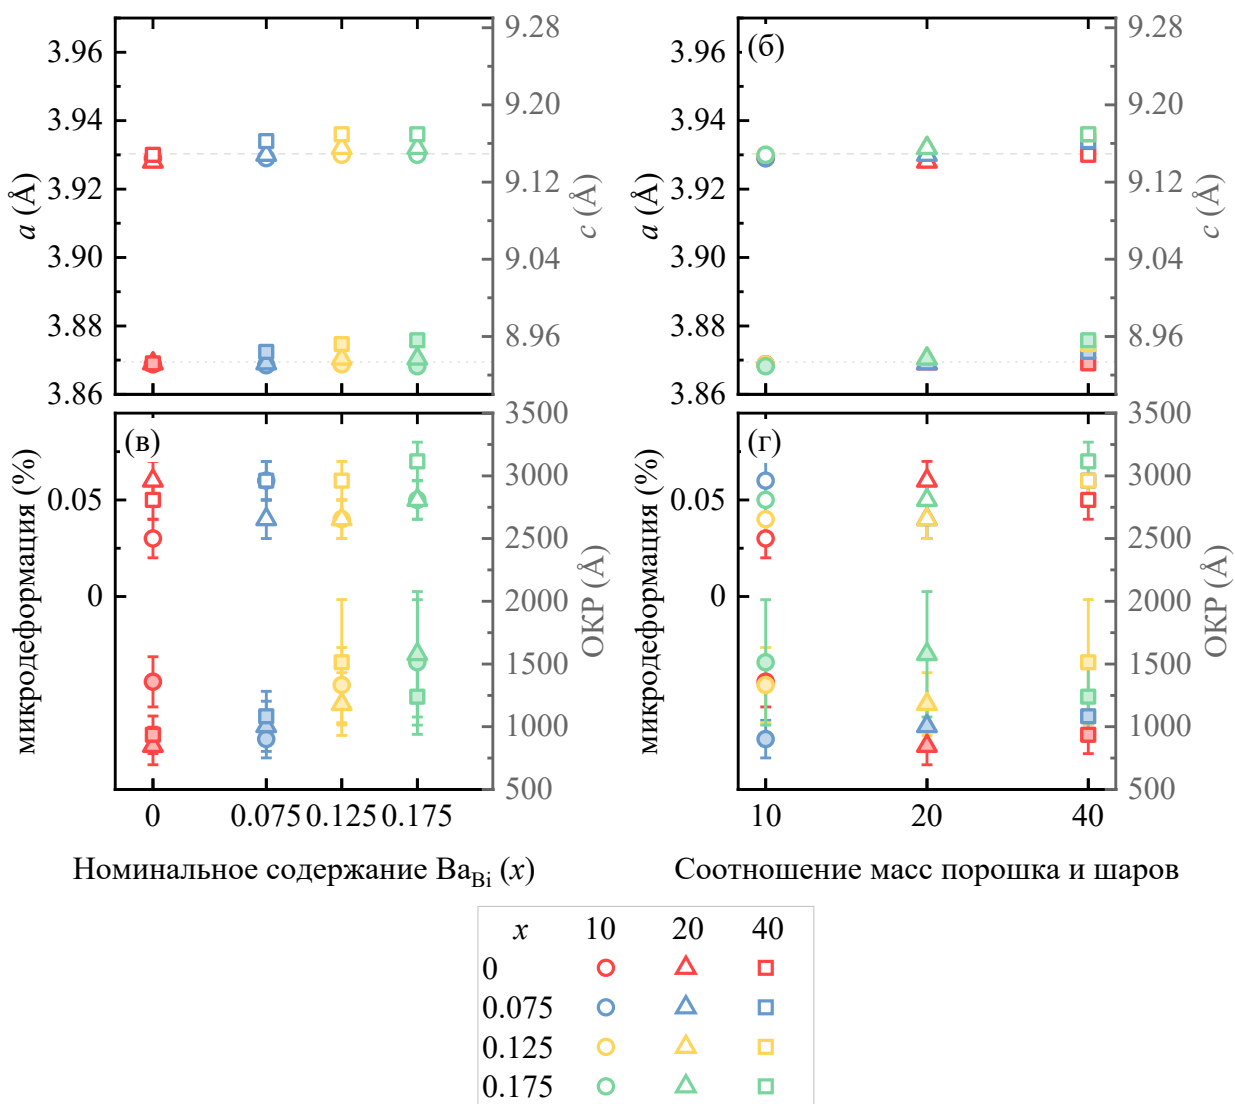 3.96
3.94
3.92
3.90
3.88
3.86
a (Å)
9.28
9.20
9.12
9.04
8.96
c (Å)
(б)
3.96
3.94
3.92
3.90
3.88
3.86
a (Å)
9.28
9.20
9.12
9.04
8.96
c (Å)
(в)
0.05
0
микродеформация (%)
3500
3000
2500
2000
1500
1000
500
ОКР (Å)
0 0.075 0.125 0.175
Номинальное содержание BaBi (x)
(г)
0.05
0
микродеформация (%)
3500
3000
2500
2000
1500
1000
500
ОКР (Å)
10 20 40
Соотношение масс порошка и шаров
x 10 20 40
0
0.075
0.125
0.175